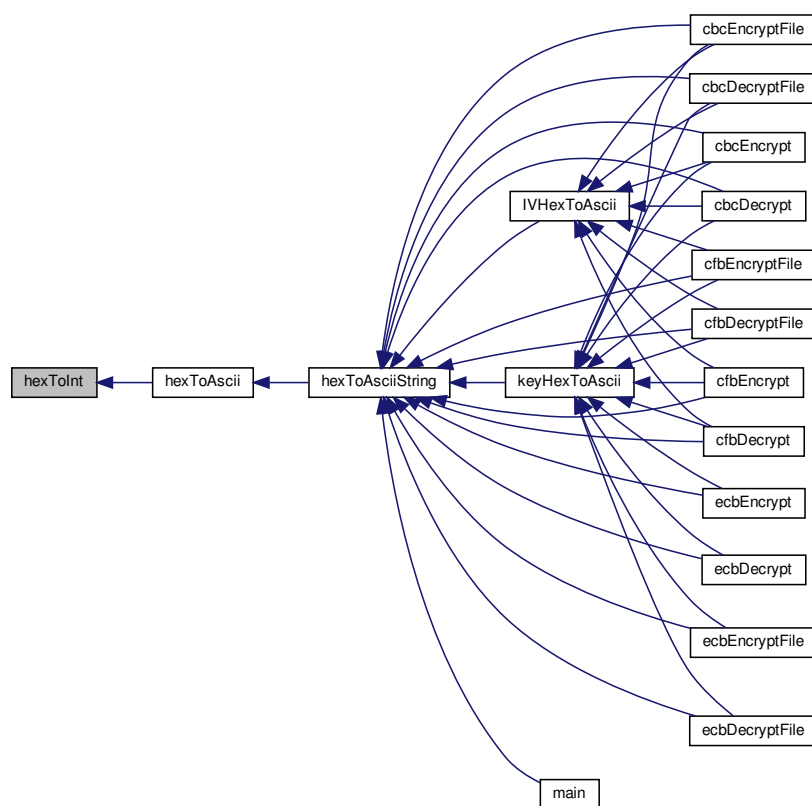 cbcEncryptFile
cbcDecryptFile
cbcEncrypt
IVHexToAscii
cbcDecrypt
cfbEncryptFile
cfbDecryptFile
hexToInt
hexToAscii
hexToAsciiString
keyHexToAscii
cfbEncrypt
cfbDecrypt
ecbEncrypt
ecbDecrypt
ecbEncryptFile
ecbDecryptFile
main